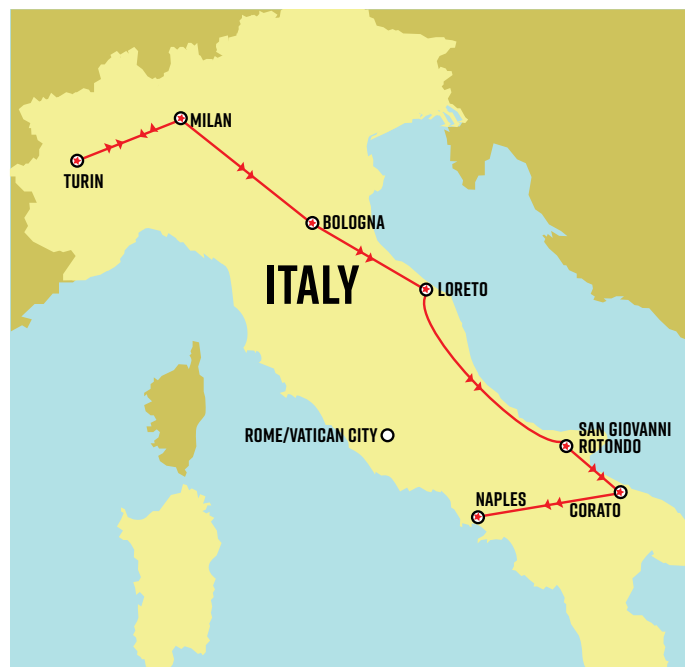 MILAN
TURIN
BOLOGNA
ITALY
LORETO
ROME/VATICAN CITY
SAN GIOVANNI
ROTONDO
NAPLES
CORATO